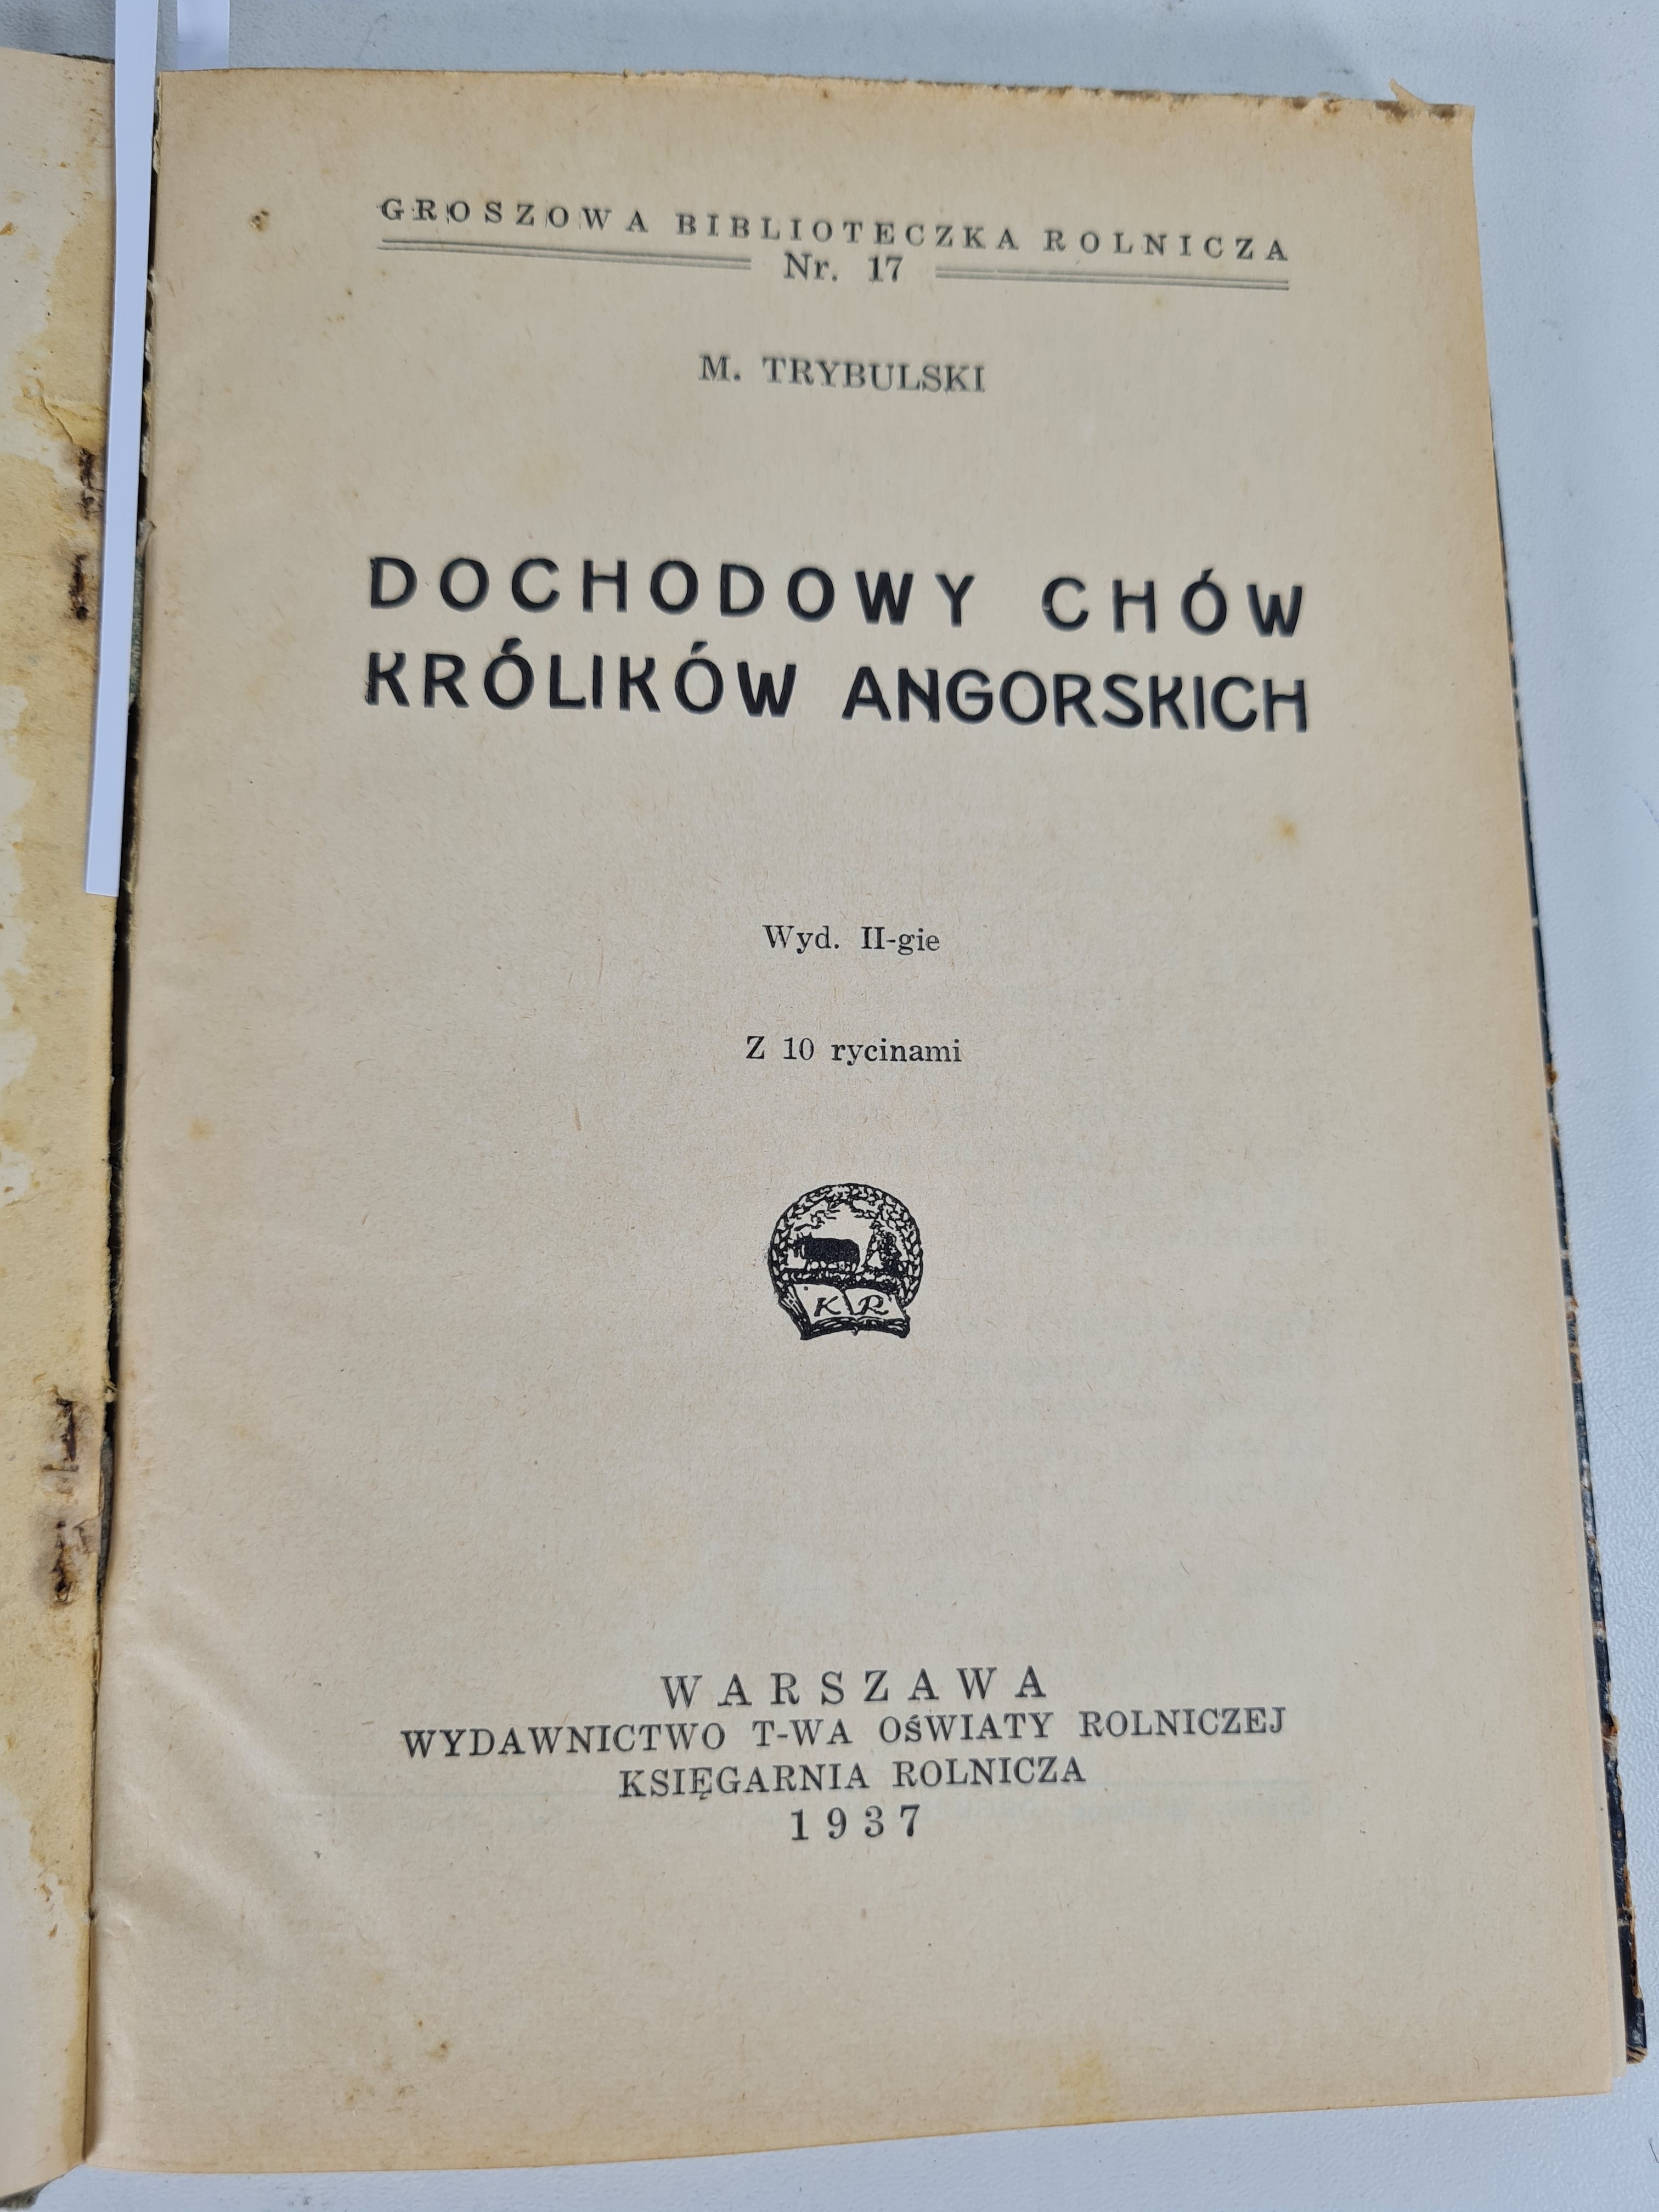 GROSZOWA BIBLIOTECZKA ROLNICZA
Nr. 17
M. TRYBULSKI
DOCHODOWY CHÓW
KRÓLIKÓW ANGORSKICH
Wyd. II-gie
Z 10 rycinami
K R
WARSZAWA
WYDAWNICTWO T-WA OŚWIATY ROLNICZEJ
KSIĘGARNIA ROLNICZA
1937